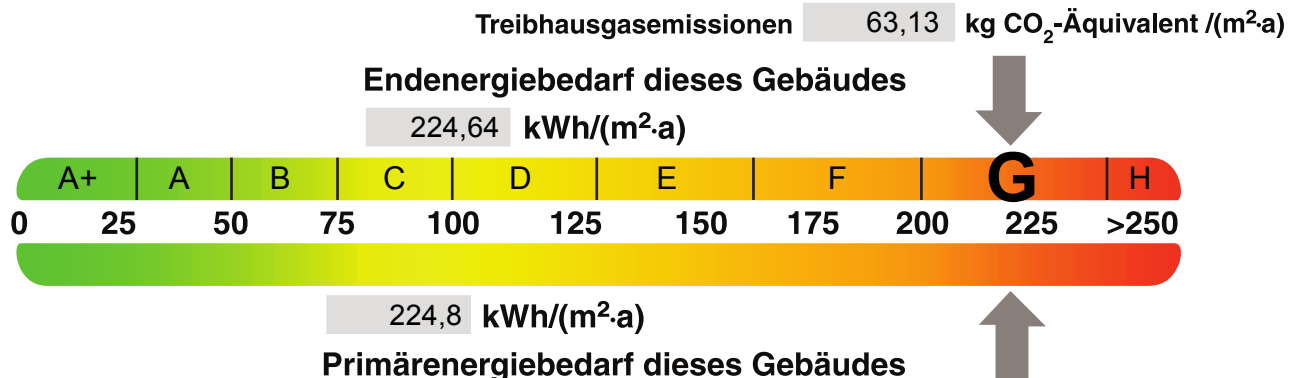 Treibhausgasemissionen 63,13 kg CO₂-Äquivalent /(m²·a)
Endenergiebedarf dieses Gebäudes
224,64 kWh/(m²·a)
A+ A B C D E F G H
0 25 50 75 100 125 150 175 200 225 >250
224,8 kWh/(m²·a)
Primärenergiebedarf dieses Gebäudes